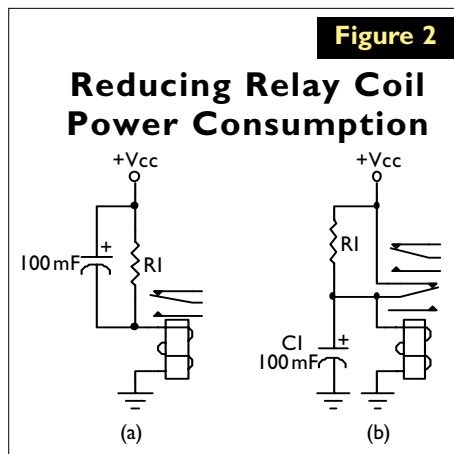 Figure 2
Reducing Relay Coil
Power Consumption
+Vcc
+Vcc
+
100mF
R1
R1
C1
+
100mF
(a)
(b)